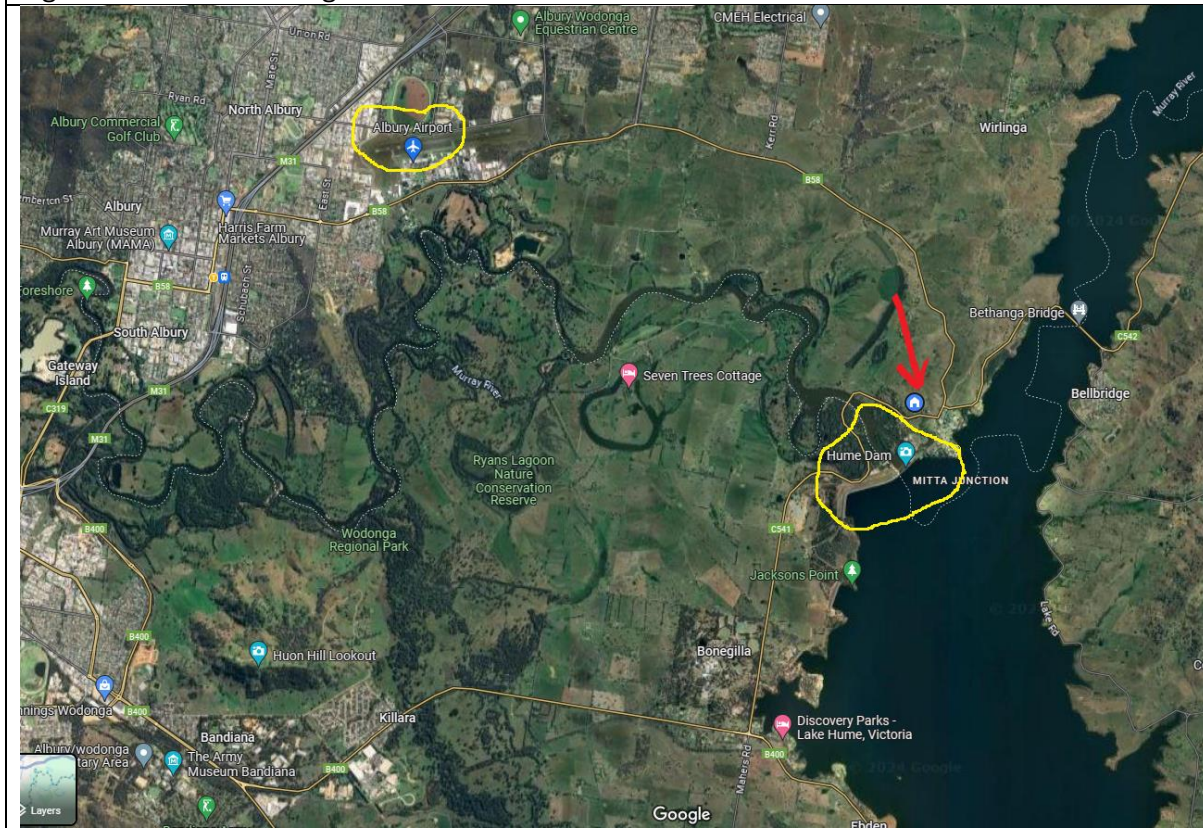 Albury Wodonga
Equestrian Centre
CMEH Electrical
Union Rd
Mate St
Ryan Rd
North Albury
Albury Commercial
Golf Club
Albury Airport
Kerr Rd
Wirlinga
Murray River
M31
East St
B58
B58
Albury
Harris Farm
Markets Albury
Murray Art Museum
Albury (MAMA)
B58
Schubach St
Foreshore
South Albury
Bethanga Bridge
C542
Gateway
Island
M31
C319
M31
Murray River
Seven Trees Cottage
Bellbridge
Ryans Lagoon
Nature
Conservation
Reserve
Hume Dam
MITTA JUNCTION
B400
Wodonga
Regional Park
C541
Jacksons Point
Lake Rd
B400
Huon Hill Lookout
Bonegilla
B400
Killara
Discovery Parks -
Lake Hume, Victoria
B400
Bandiana
The Army
Museum Bandiana
B400
Mahers Rd
Layers
Google
Ebden